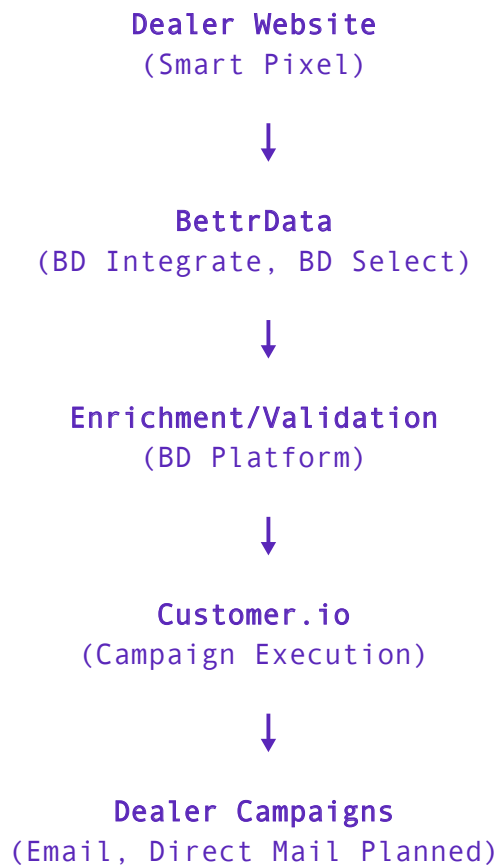 Dealer Website
(Smart Pixel)
BettrData
(BD Integrate, BD Select)
Enrichment/Validation
(BD Platform)
Customer.io
(Campaign Execution)
Dealer Campaigns
(Email, Direct Mail Planned)